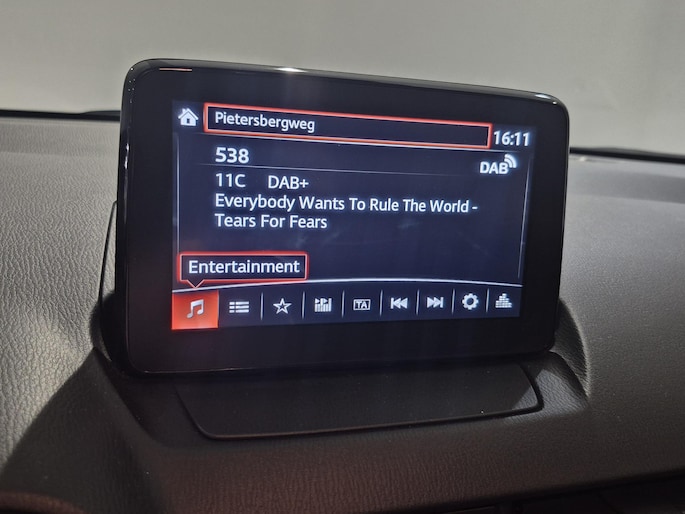 Pietersbergweg
16:11
538
DAB
11C DAB+
Everybody Wants To Rule The World -
Tears For Fears
Entertainment
TA